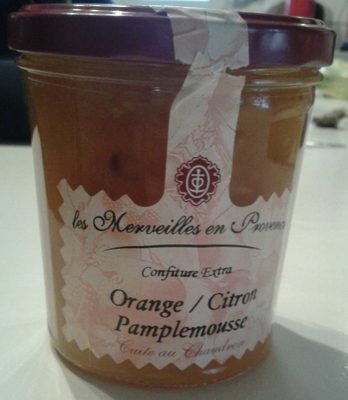 les Merveilles en Provence
Confiture Extra
Orange / Citron
Pamplemousse
Cuite au Chaudron